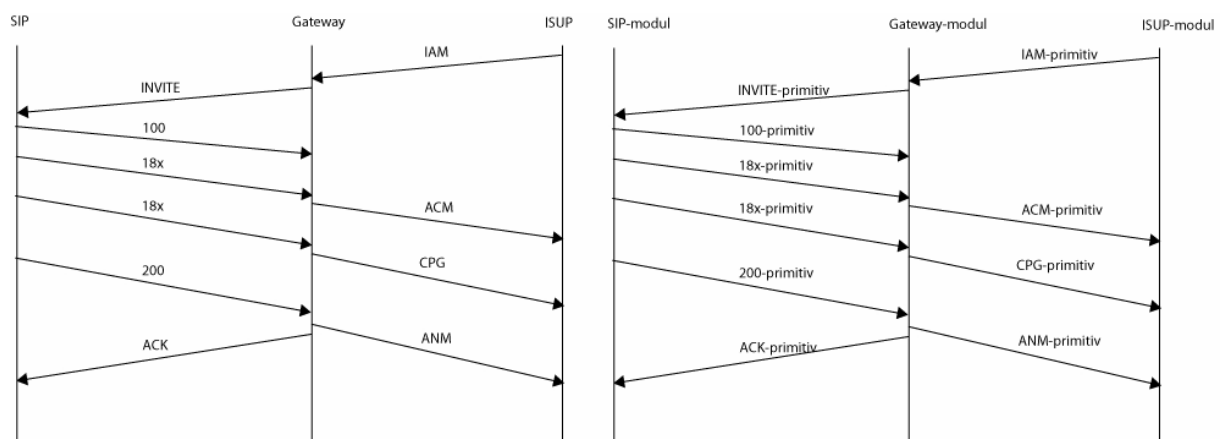 SIP
Gateway
ISUP
IAM
INVITE
100
18x
18x
ACM
CPG
200
ANM
ACK
SIP-modul
Gateway-modul
ISUP-modul
IAM-primitiv
INVITE-primitiv
100-primitiv
18x-primitiv
18x-primitiv
ACM-primitiv
CPG-primitiv
200-primitiv
ANM-primitiv
ACK-primitiv